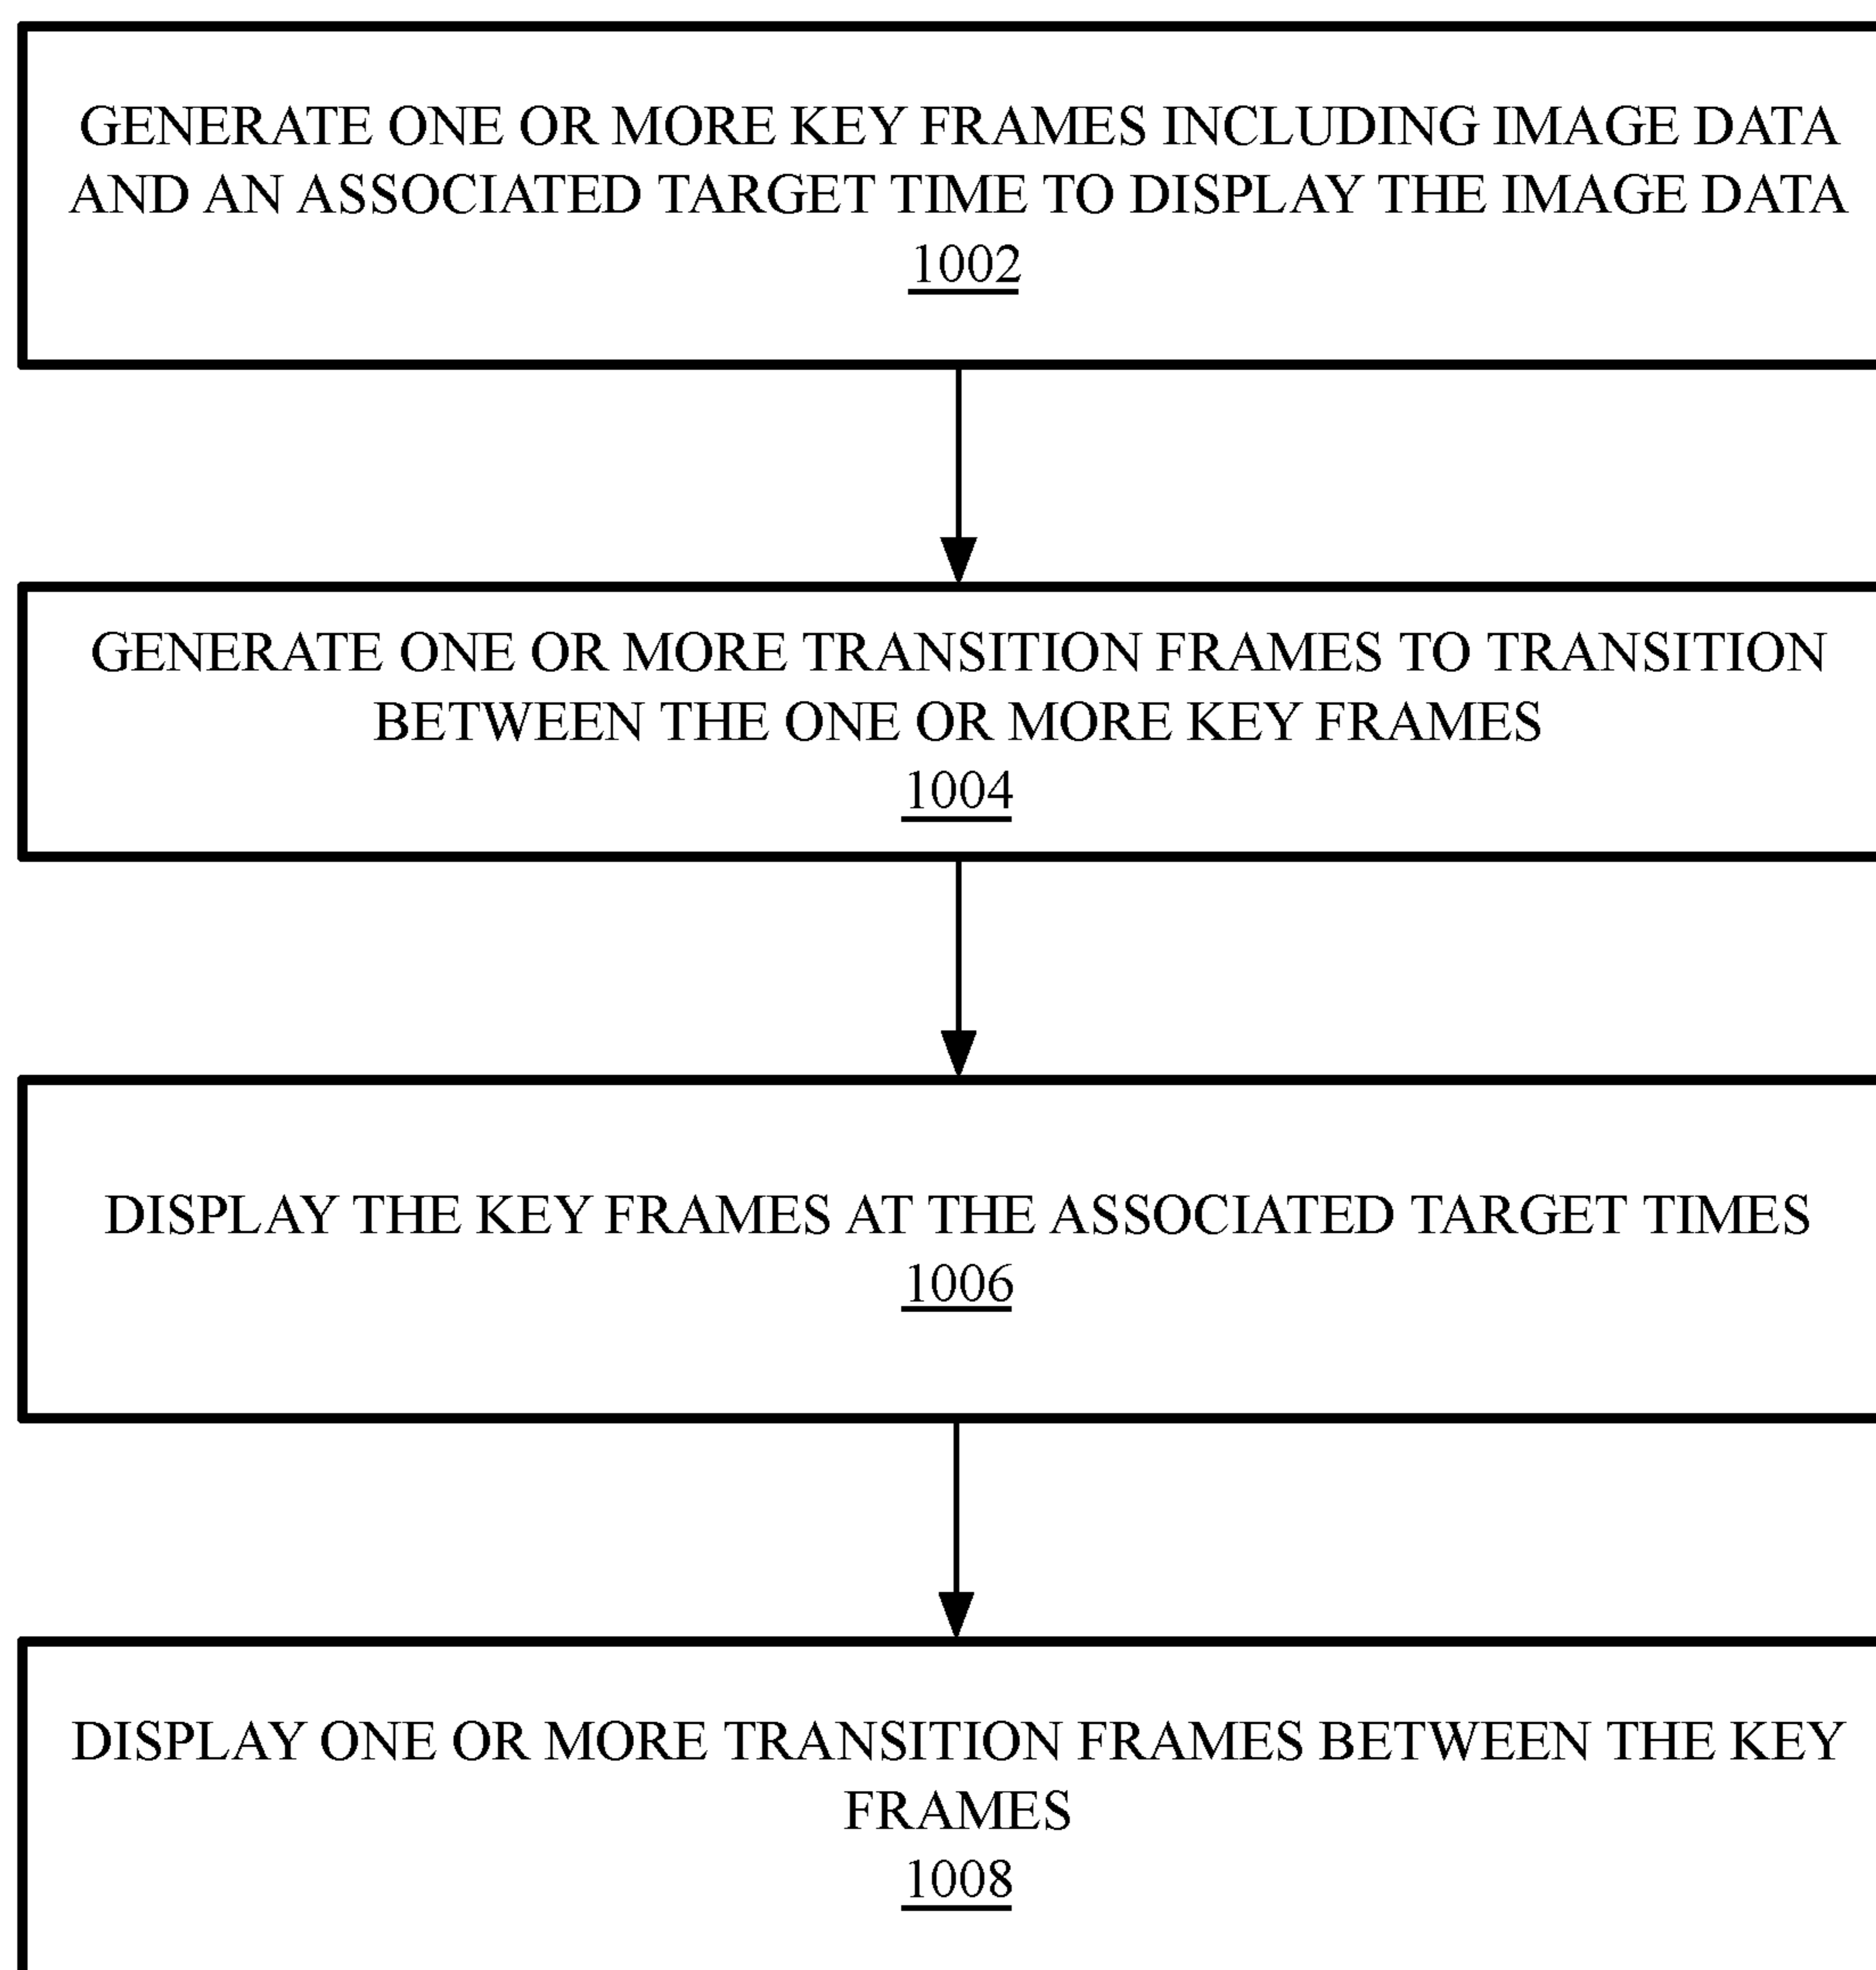 GENERATE ONE OR MORE KEY FRAMES INCLUDING IMAGE DATA
AND AN ASSOCIATED TARGET TIME TO DISPLAY THE IMAGE DATA
1002
GENERATE ONE OR MORE TRANSITION FRAMES TO TRANSITION
BETWEEN THE ONE OR MORE KEY FRAMES
1004
DISPLAY THE KEY FRAMES AT THE ASSOCIATED TARGET TIMES
1006
DISPLAY ONE OR MORE TRANSITION FRAMES BETWEEN THE KEY
FRAMES
1008